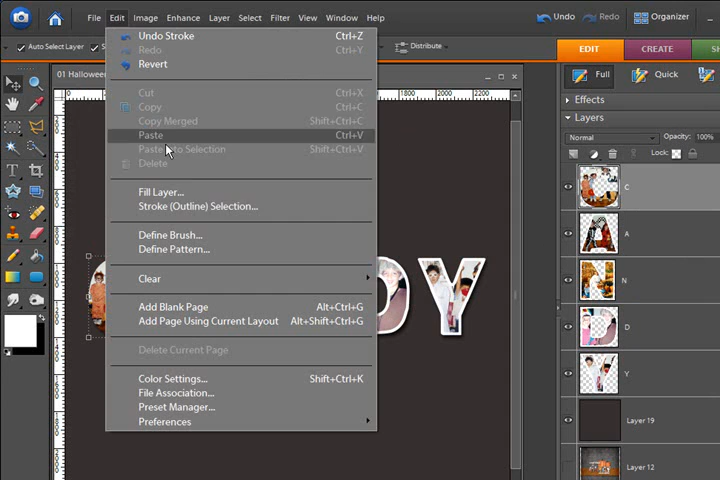 File Edit Image Enhance Layer Select Filter View Window Help
Undo Redo Organizer
Auto Select Layer
Distribute
EDIT CREATE
01 Hallowe
1800 2000
Full Quick
Effects
Layers
Normal Opacity: 100%
Lock:
Undo Stroke Ctrl+Z
Redo Ctrl+Y
Revert
Cut Ctrl+X
Copy Ctrl+C
Copy Merged Shift+Ctrl+C
Paste Ctrl+V
Paste Into Selection Shift+Ctrl+V
Delete
Fill Layer...
Stroke (Outline) Selection...
Define Brush...
Define Pattern...
Clear
Add Blank Page Alt+Ctrl+G
Add Page Using Current Layout Alt+Shift+Ctrl+G
Delete Current Page
Color Settings... Shift+Ctrl+K
File Association...
Preset Manager...
Preferences
DY
C
A
N
D
Y
Layer 19
Layer 12